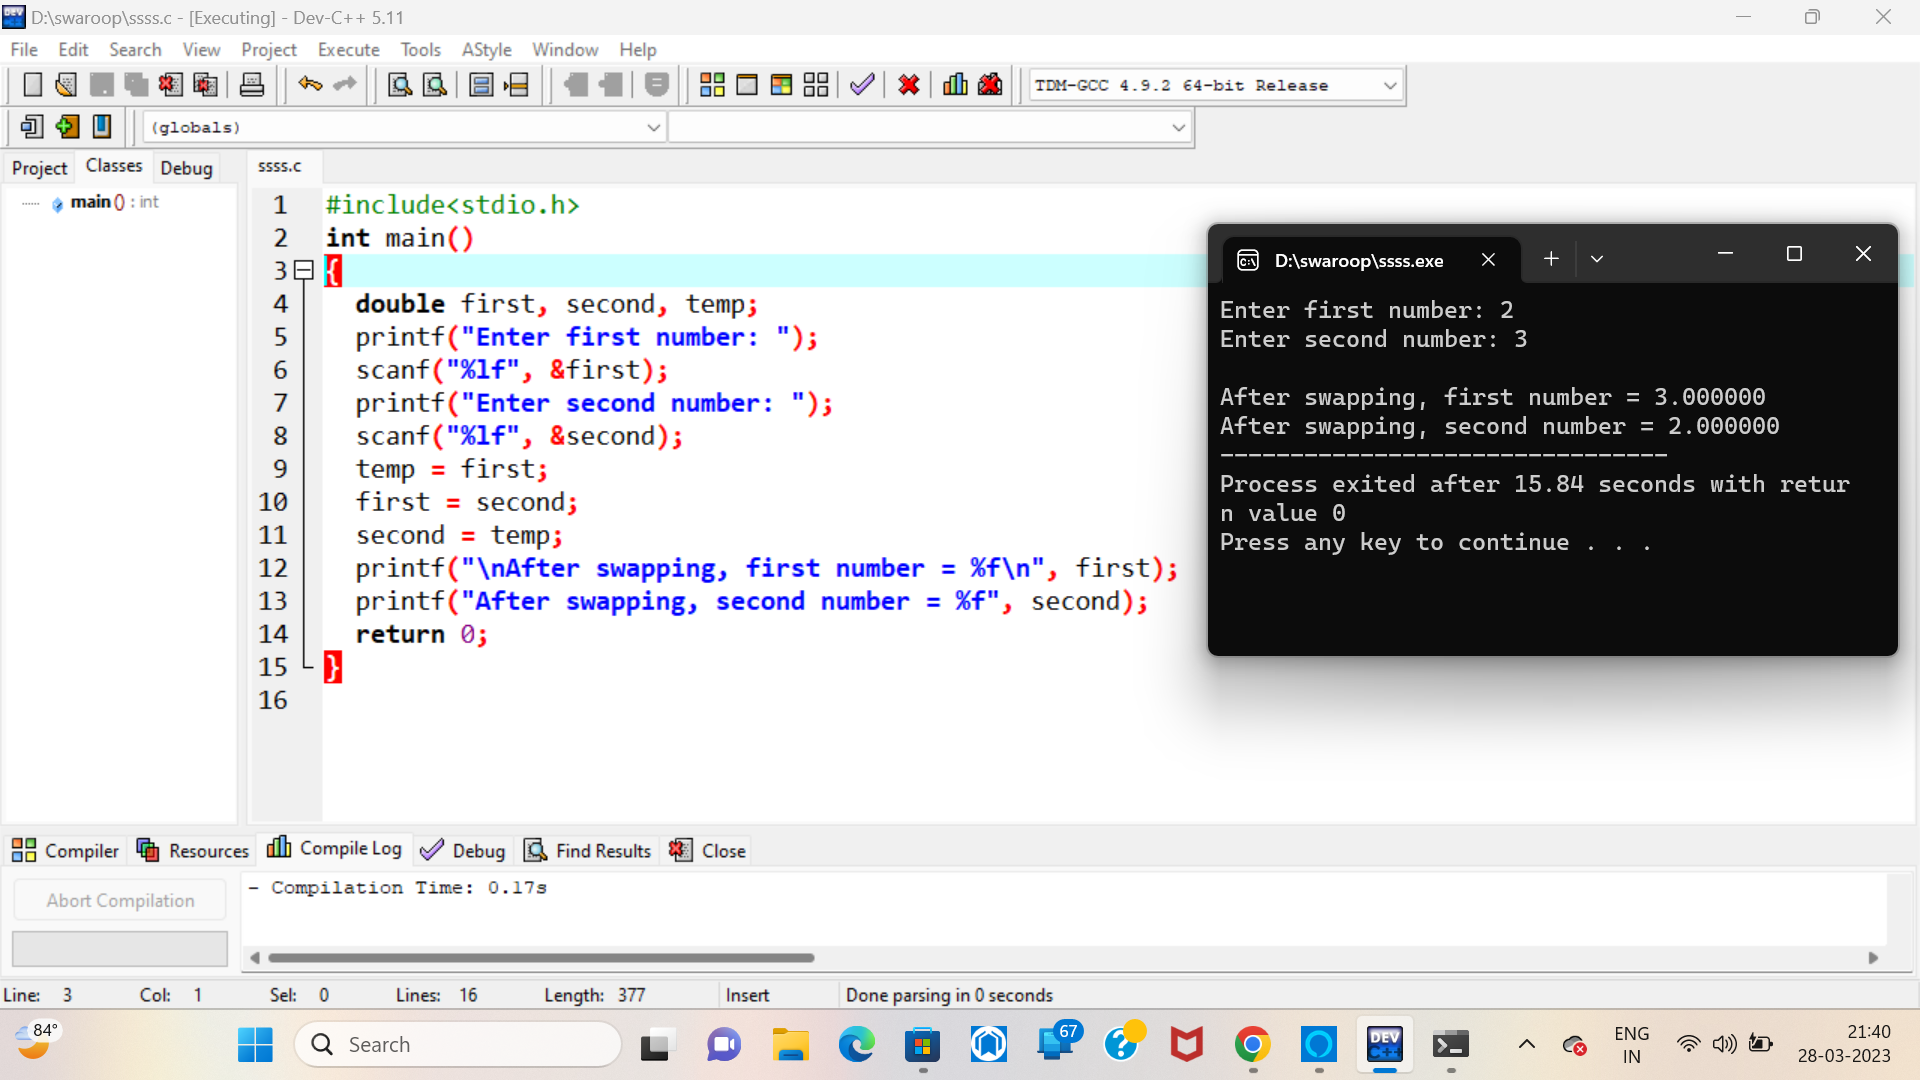 D:\swaroop\ssss.c - [Executing] - Dev-C++ 5.11
File Edit Search View Project Execute Tools AStyle Window Help
TDM-GCC 4.9.2 64-bit Release
(globals)
Project Classes Debug
ssss.c
main () : int
1 #include<stdio.h>
2 int main()
3 {
4 double first, second, temp;
5 printf("Enter first number: ");
6 scanf("%lf", &first);
7 printf("Enter second number: ");
8 scanf("%lf", &second);
9 temp = first;
10 first = second;
11 second = temp;
12 printf("\nAfter swapping, first number = %f\n", first);
13 printf("After swapping, second number = %f", second);
14 return 0;
15 }
16
D:\swaroop\ssss.exe
Enter first number: 2
Enter second number: 3
After swapping, first number = 3.000000
After swapping, second number = 2.000000
--------------------------------
Process exited after 15.84 seconds with retur
n value 0
Press any key to continue . . .
Compiler Resources Compile Log Debug Find Results Close
Abort Compilation
- Compilation Time: 0.17s
Line: 3 Col: 1 Sel: 0 Lines: 16 Length: 377 Insert Done parsing in 0 seconds
84°
Search
67
DEV
C++
ENG
IN
21:40
28-03-2023